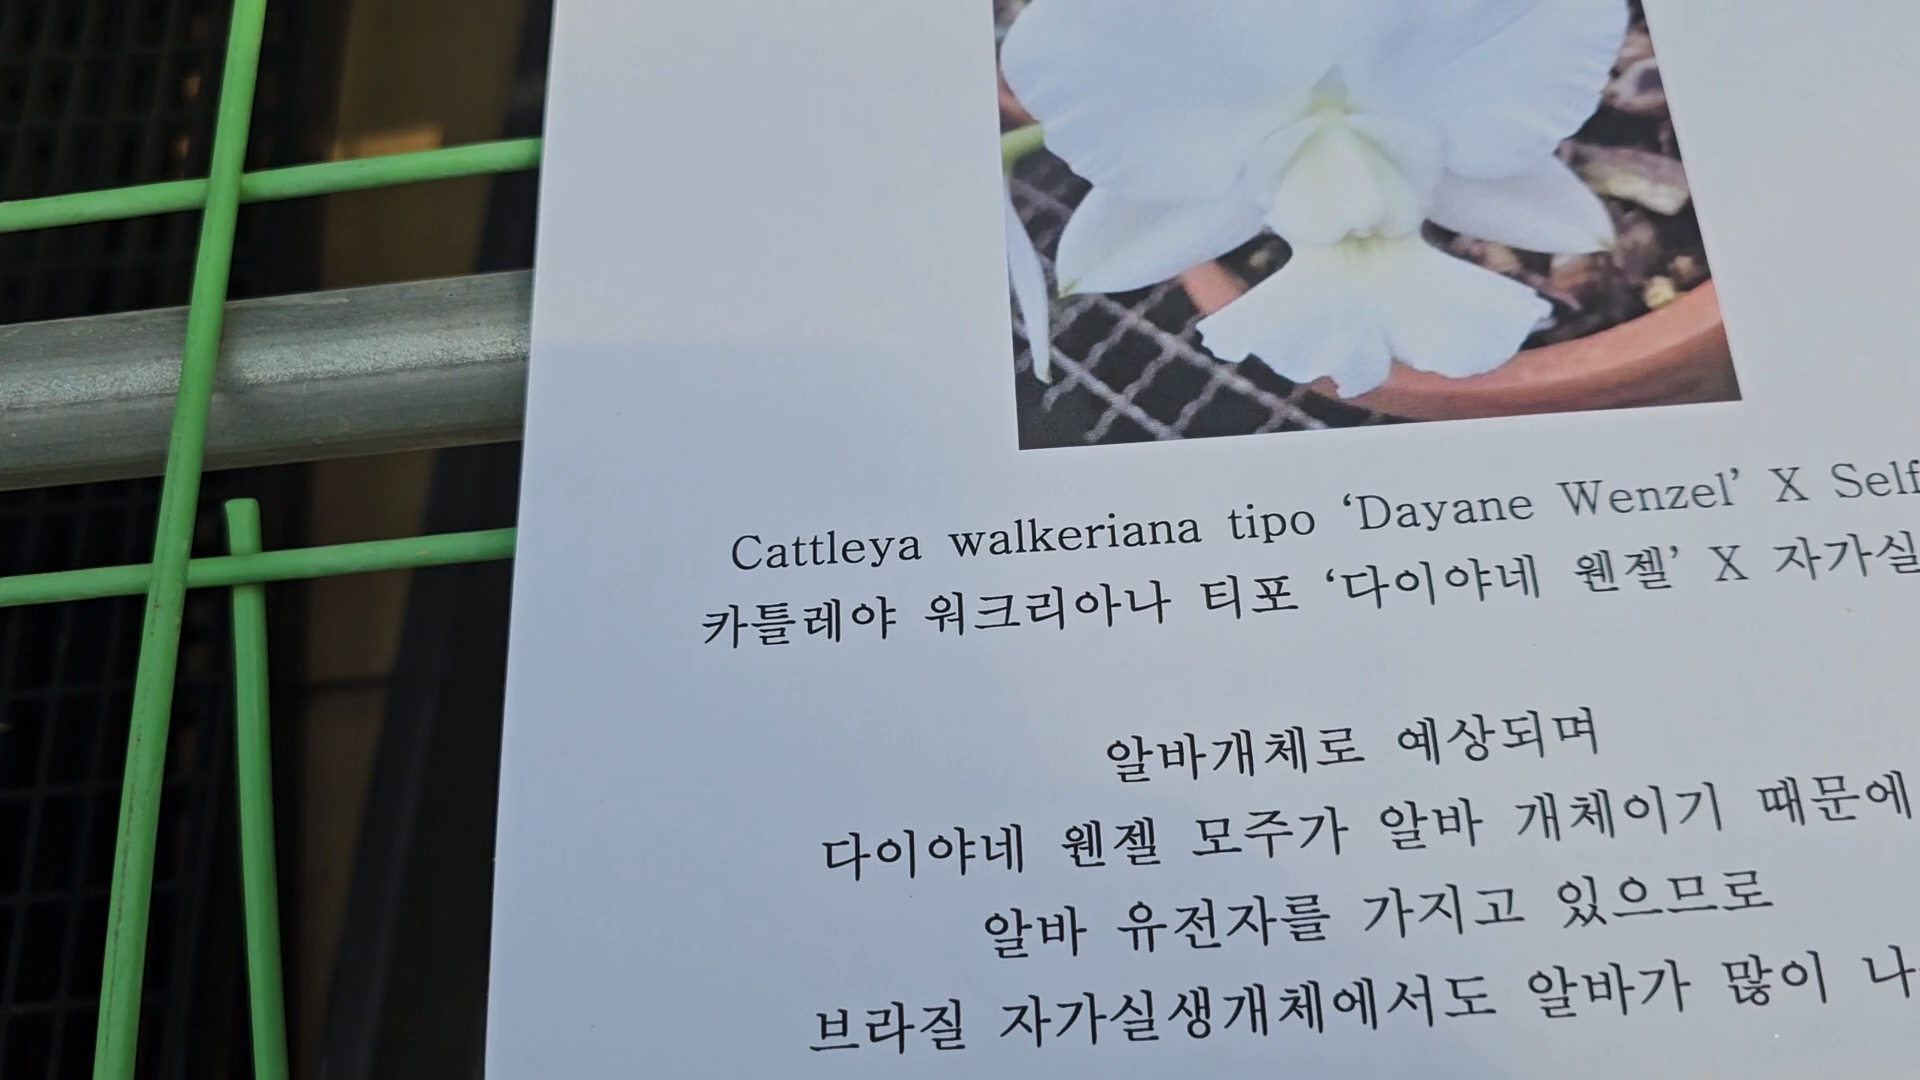 Cattleya walkeriana tipo ‘Dayane Wenzel’ X Self
카틀레야 워크리아나 티포 ‘다이야네 웬젤’ X 자가실
알바개체로 예상되며
다이야네 웬젤 모주가 알바 개체이기 때문에
알바 유전자를 가지고 있으므로
브라질 자가실생개체에서도 알바가 많이 나